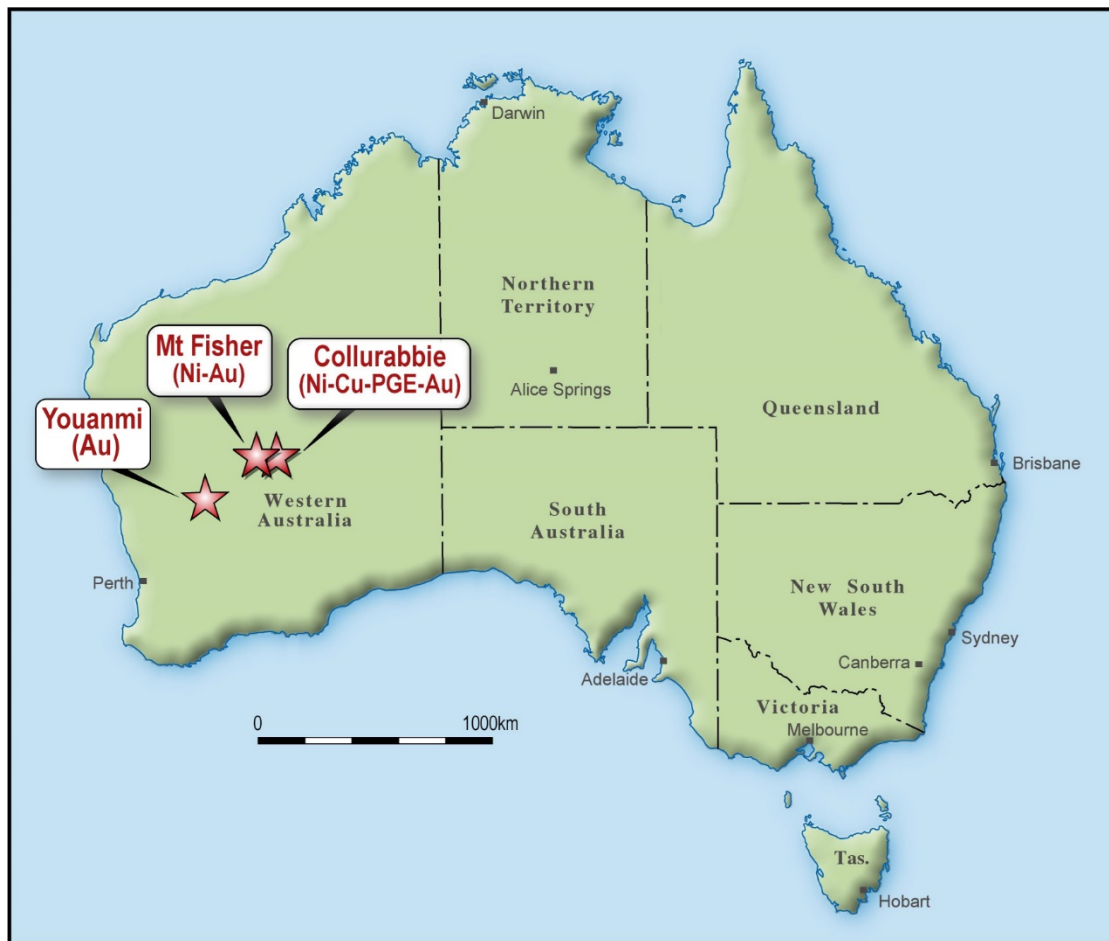 Darwin
Northern
Territory
Mt Fisher
(Ni-Au)
Collurabbie
(Ni-Cu-PGE-Au)
Alice Springs
Queensland
Youanmi
(Au)
Brisbane
Western
Australia
South
Australia
Perth
New South
Wales
Sydney
Canberra
Adelaide
Victoria
Melbourne
0 1000km
Tas.
Hobart